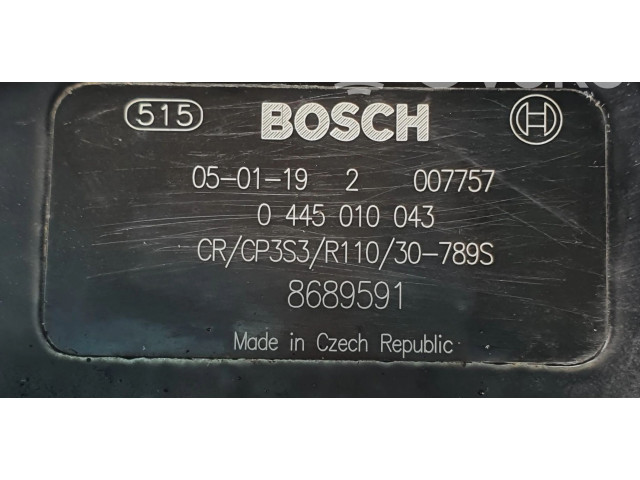 515 BOSCH
05-01-19 2 007757
0 445 010 043
CR/CP3S3/R110/30-789S
8689591
Made in Czech Republic